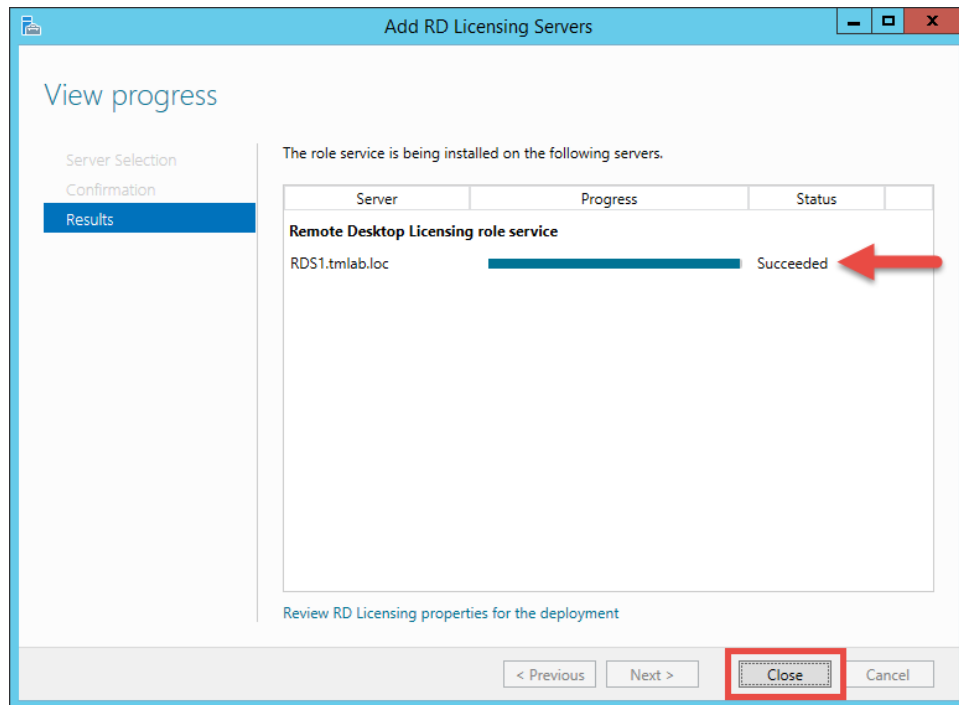 Add RD Licensing Servers
View progress
Server Selection
Confirmation
Results
The role service is being installed on the following servers.
Server Progress Status
Remote Desktop Licensing role service
RDS1.tmlab.loc Succeeded
Review RD Licensing properties for the deployment
< Previous Next > Close Cancel